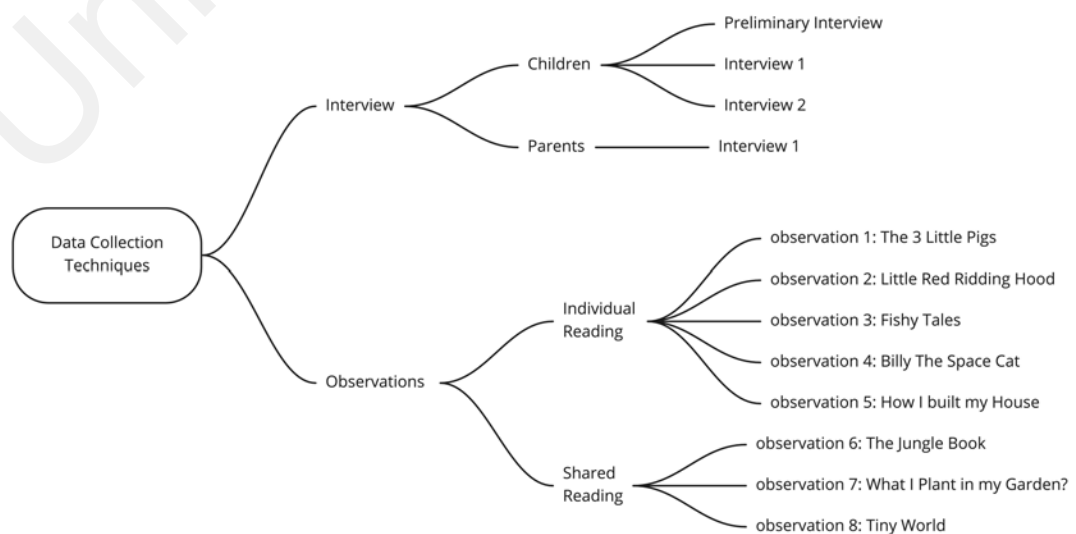 Data Collection
Techniques
Interview
Children
Preliminary Interview
Interview 1
Interview 2
Parents
Interview 1
Observations
Individual
Reading
observation 1: The 3 Little Pigs
observation 2: Little Red Ridding Hood
observation 3: Fishy Tales
observation 4: Billy The Space Cat
observation 5: How I built my House
Shared
Reading
observation 6: The Jungle Book
observation 7: What I Plant in my Garden?
observation 8: Tiny World